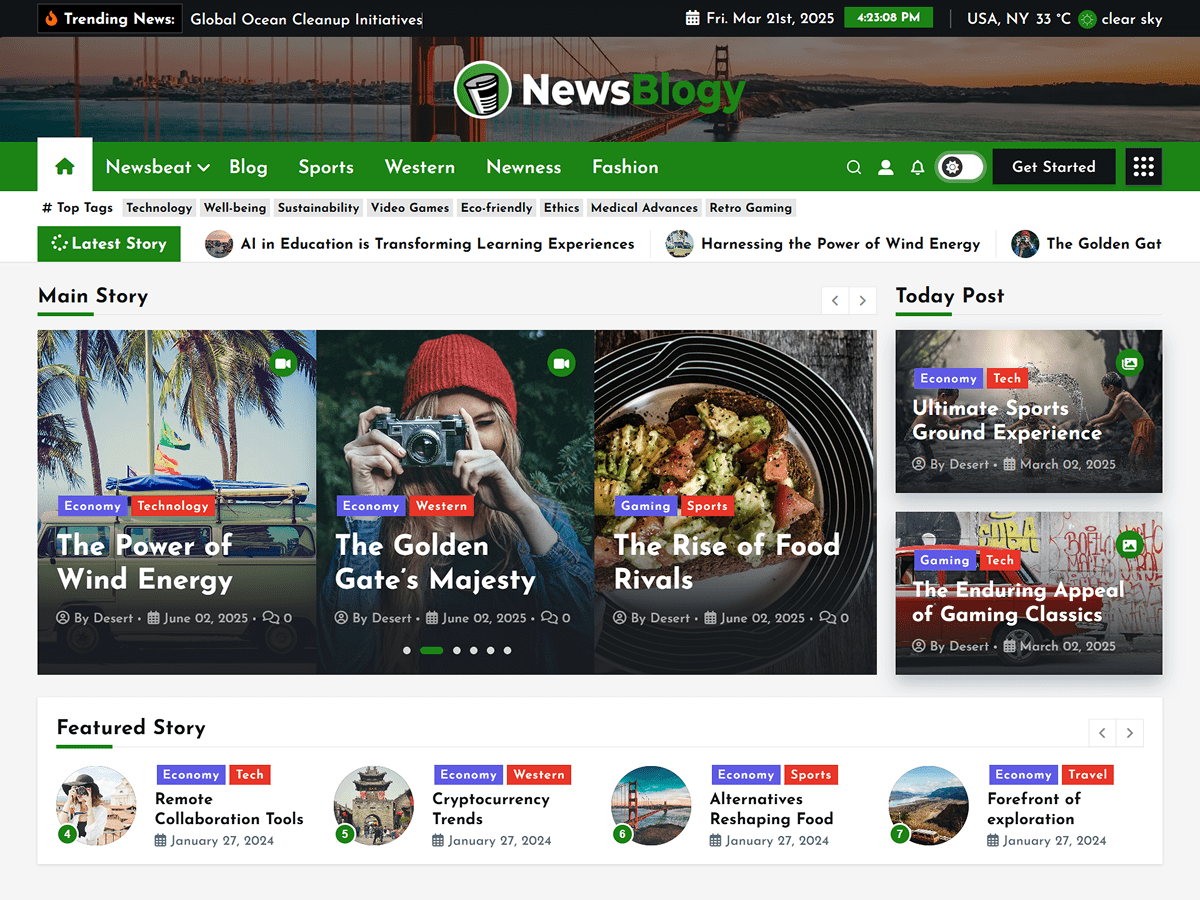 Trending News: Global Ocean Cleanup Initiatives
Fri. Mar 21st, 2025 4:23:08 PM USA, NY 33 °C clear sky
NewsBlogy
Newsbeat Blog Sports Western Newness Fashion Get Started
# Top Tags Technology Well-being Sustainability Video Games Eco-friendly Ethics Medical Advances Retro Gaming
Latest Story AI in Education is Transforming Learning Experiences Harnessing the Power of Wind Energy The Golden Gat
Main Story
Economy Technology
The Power of
Wind Energy
By Desert • June 02, 2025 • 0
Economy Western
The Golden
Gate's Majesty
By Desert • June 02, 2025 • 0
Gaming Sports
The Rise of Food
Rivals
By Desert • June 02, 2025 • 0
Today Post
Economy Tech
Ultimate Sports
Ground Experience
By Desert • March 02, 2025
Gaming Tech
The Enduring Appeal
of Gaming Classics
By Desert • March 02, 2025
Featured Story
4
Economy Tech
Remote
Collaboration Tools
January 27, 2024
5
Economy Western
Cryptocurrency
Trends
January 27, 2024
6
Economy Sports
Alternatives
Reshaping Food
January 27, 2024
7
Economy Travel
Forefront of
exploration
January 27, 2024